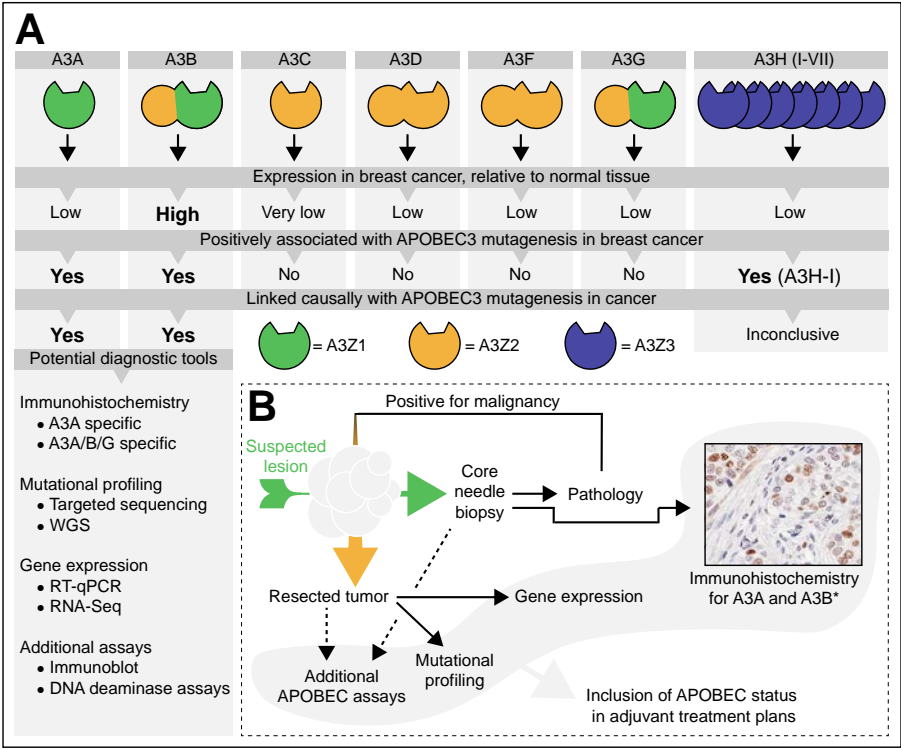 A
A3A A3B A3C A3D A3F A3G A3H (I-VII)
Expression in breast cancer, relative to normal tissue
Low High Very low Low Low Low Low
Positively associated with APOBEC3 mutagenesis in breast cancer
Yes Yes No No No No Yes (A3H-I)
Linked causally with APOBEC3 mutagenesis in cancer
Yes Yes = A3Z1 = A3Z2 = A3Z3 Inconclusive
Potential diagnostic tools
Immunohistochemistry
• A3A specific
• A3A/B/G specific
Mutational profiling
• Targeted sequencing
• WGS
Gene expression
• RT-qPCR
• RNA-Seq
Additional assays
• Immunoblot
• DNA deaminase assays
B
Positive for malignancy
Suspected
lesion
Core
needle
biopsy
Pathology
Immunohistochemistry
for A3A and A3B*
Resected tumor
Gene expression
Mutational
profiling
Additional
APOBEC assays
Inclusion of APOBEC status
in adjuvant treatment plans